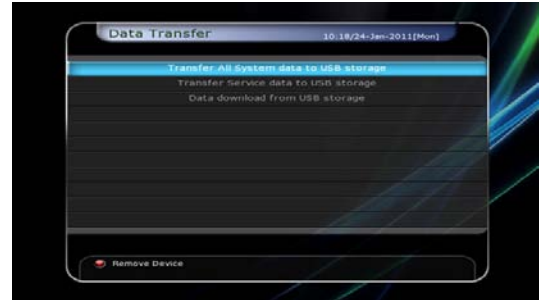 Data Transfer 10:18/24-Jan-2011[Mon]
Transfer All System data to USB storage
Transfer Service data to USB storage
Data download from USB storage
Remove Device